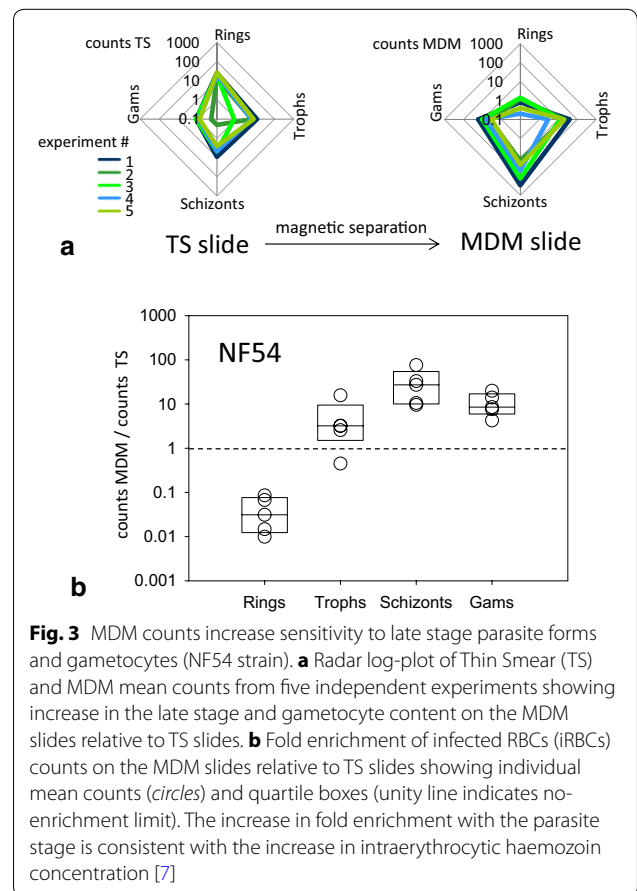 counts TS
1000
100
10
1
0.1
Rings
Trophs
Schizonts
Gams
experiment #
1
2
3
4
5
counts MDM
1000
100
10
1
0.1
Rings
Trophs
Schizonts
Gams
a
TS slide
magnetic separation
MDM slide
NF54
counts MDM / counts TS
1000
100
10
1
0.1
0.01
0.001
b
Rings Trophs Schizonts Gams
Fig. 3 MDM counts increase sensitivity to late stage parasite forms
and gametocytes (NF54 strain). a Radar log-plot of Thin Smear (TS)
and MDM mean counts from five independent experiments showing
increase in the late stage and gametocyte content on the MDM
slides relative to TS slides. b Fold enrichment of infected RBCs (iRBCs)
counts on the MDM slides relative to TS slides showing individual
mean counts (circles) and quartile boxes (unity line indicates no-
enrichment limit). The increase in fold enrichment with the parasite
stage is consistent with the increase in intraerythrocytic haemozoin
concentration [7]